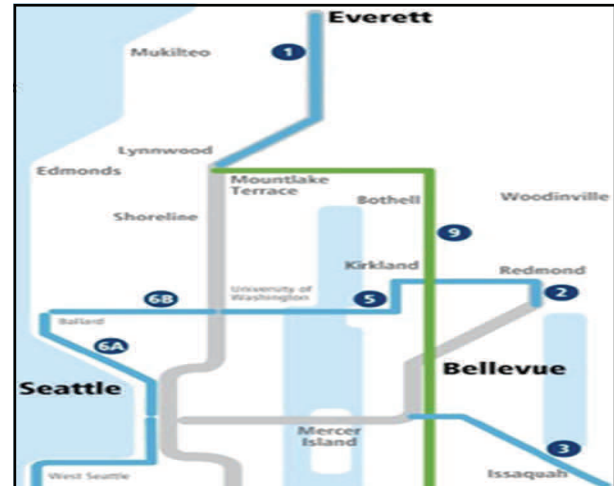 Everett
Mukilteo
1
Lynnwood
Edmonds
Mountlake
Terrace
Bothell
Woodinville
Shoreline
9
Kirkland
Redmond
6B
University of
Washington
5
2
Ballard
6A
Bellevue
Seattle
Mercer
Island
3
West Seattle
Issaquah